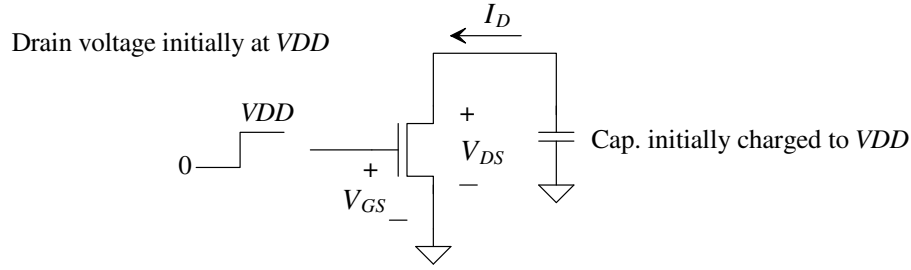 I_D
Drain voltage initially at VDD
VDD
0
+
V_DS
–
Cap. initially charged to VDD
+
V_GS
–